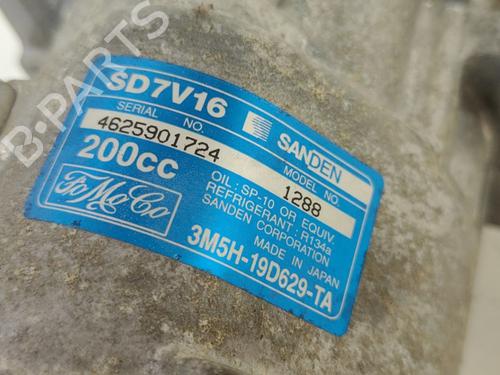 B-PARTS
SD7V16 SANDEN
SERIAL NO. MODEL NO.
4625901724 1288
200CC OIL: SP-10 OR EQUIV.
REFRIGERANT: R134a
SANDEN CORPORATION
MADE IN JAPAN
FoMoCo 3M5H-19D629-TA